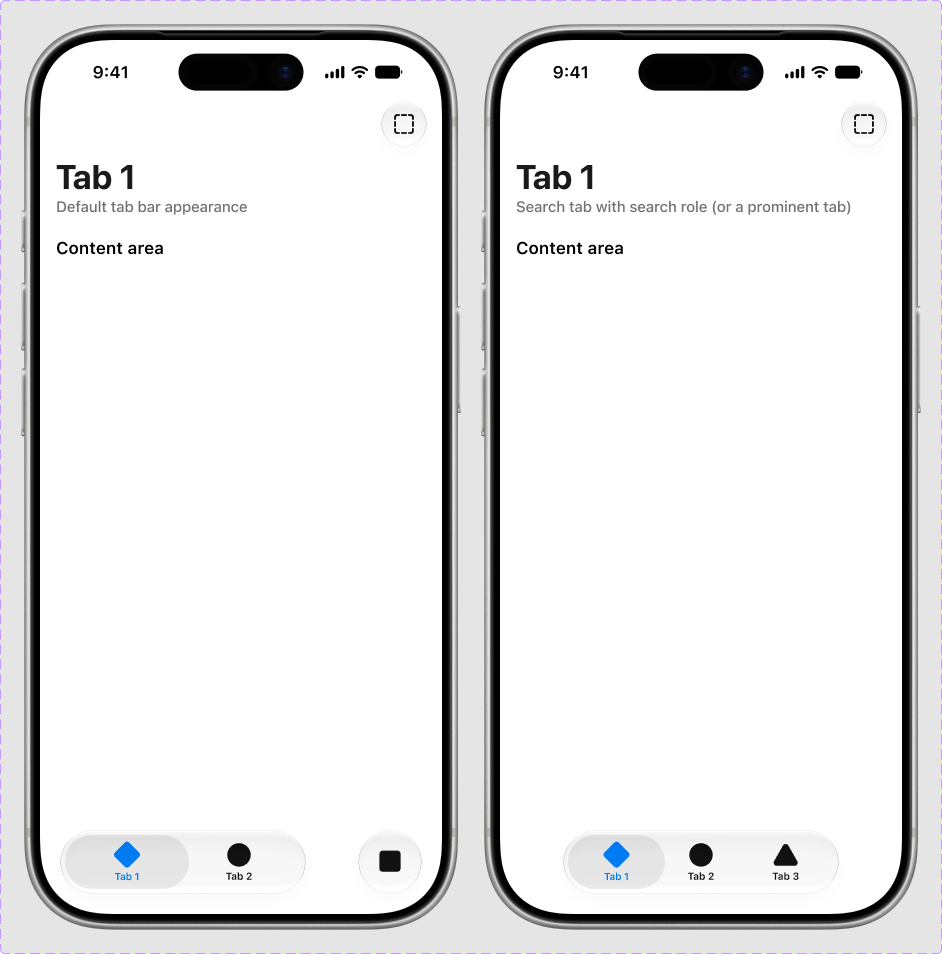 9:41
Tab 1
Default tab bar appearance
Content area
Tab 1
Tab 2
9:41
Tab 1
Search tab with search role (or a prominent tab)
Content area
Tab 1
Tab 2
Tab 3